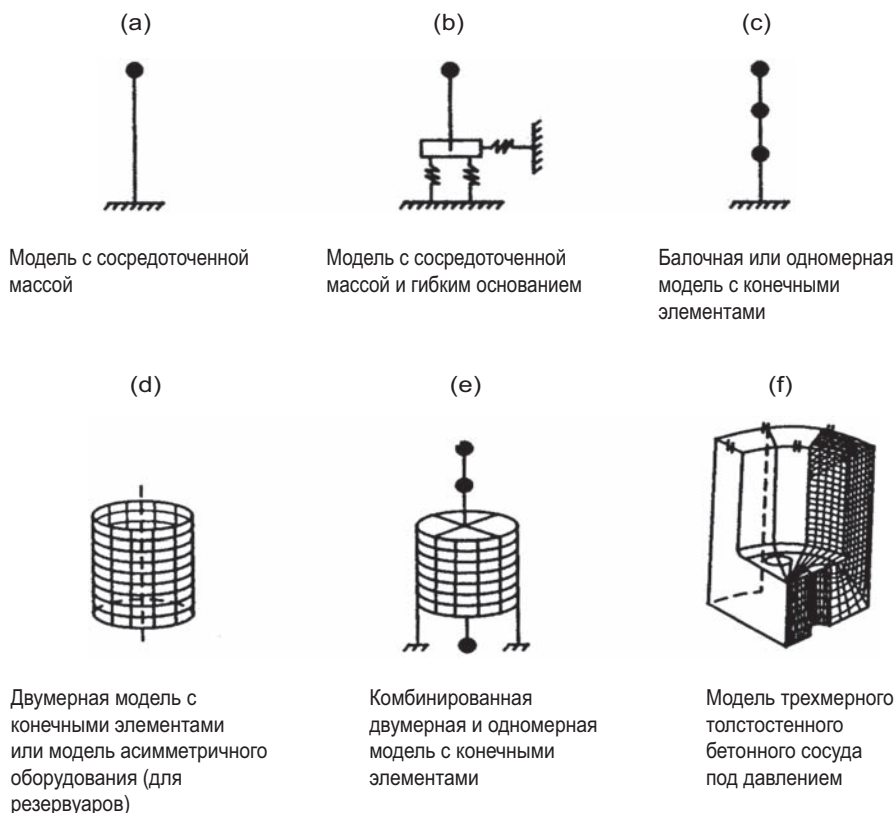 (a)
(b)
(c)
Модель с сосредоточенной
массой
Модель с сосредоточенной
массой и гибким основанием
Балочная или одномерная
модель с конечными
элементами
(d)
(e)
(f)
Двумерная модель с
конечными элементами
или модель асимметричного
оборудования (для
резервуаров)
Комбинированная
двумерная и одномерная
модель с конечными
элементами
Модель трехмерного
толстостенного
бетонного сосуда
под давлением